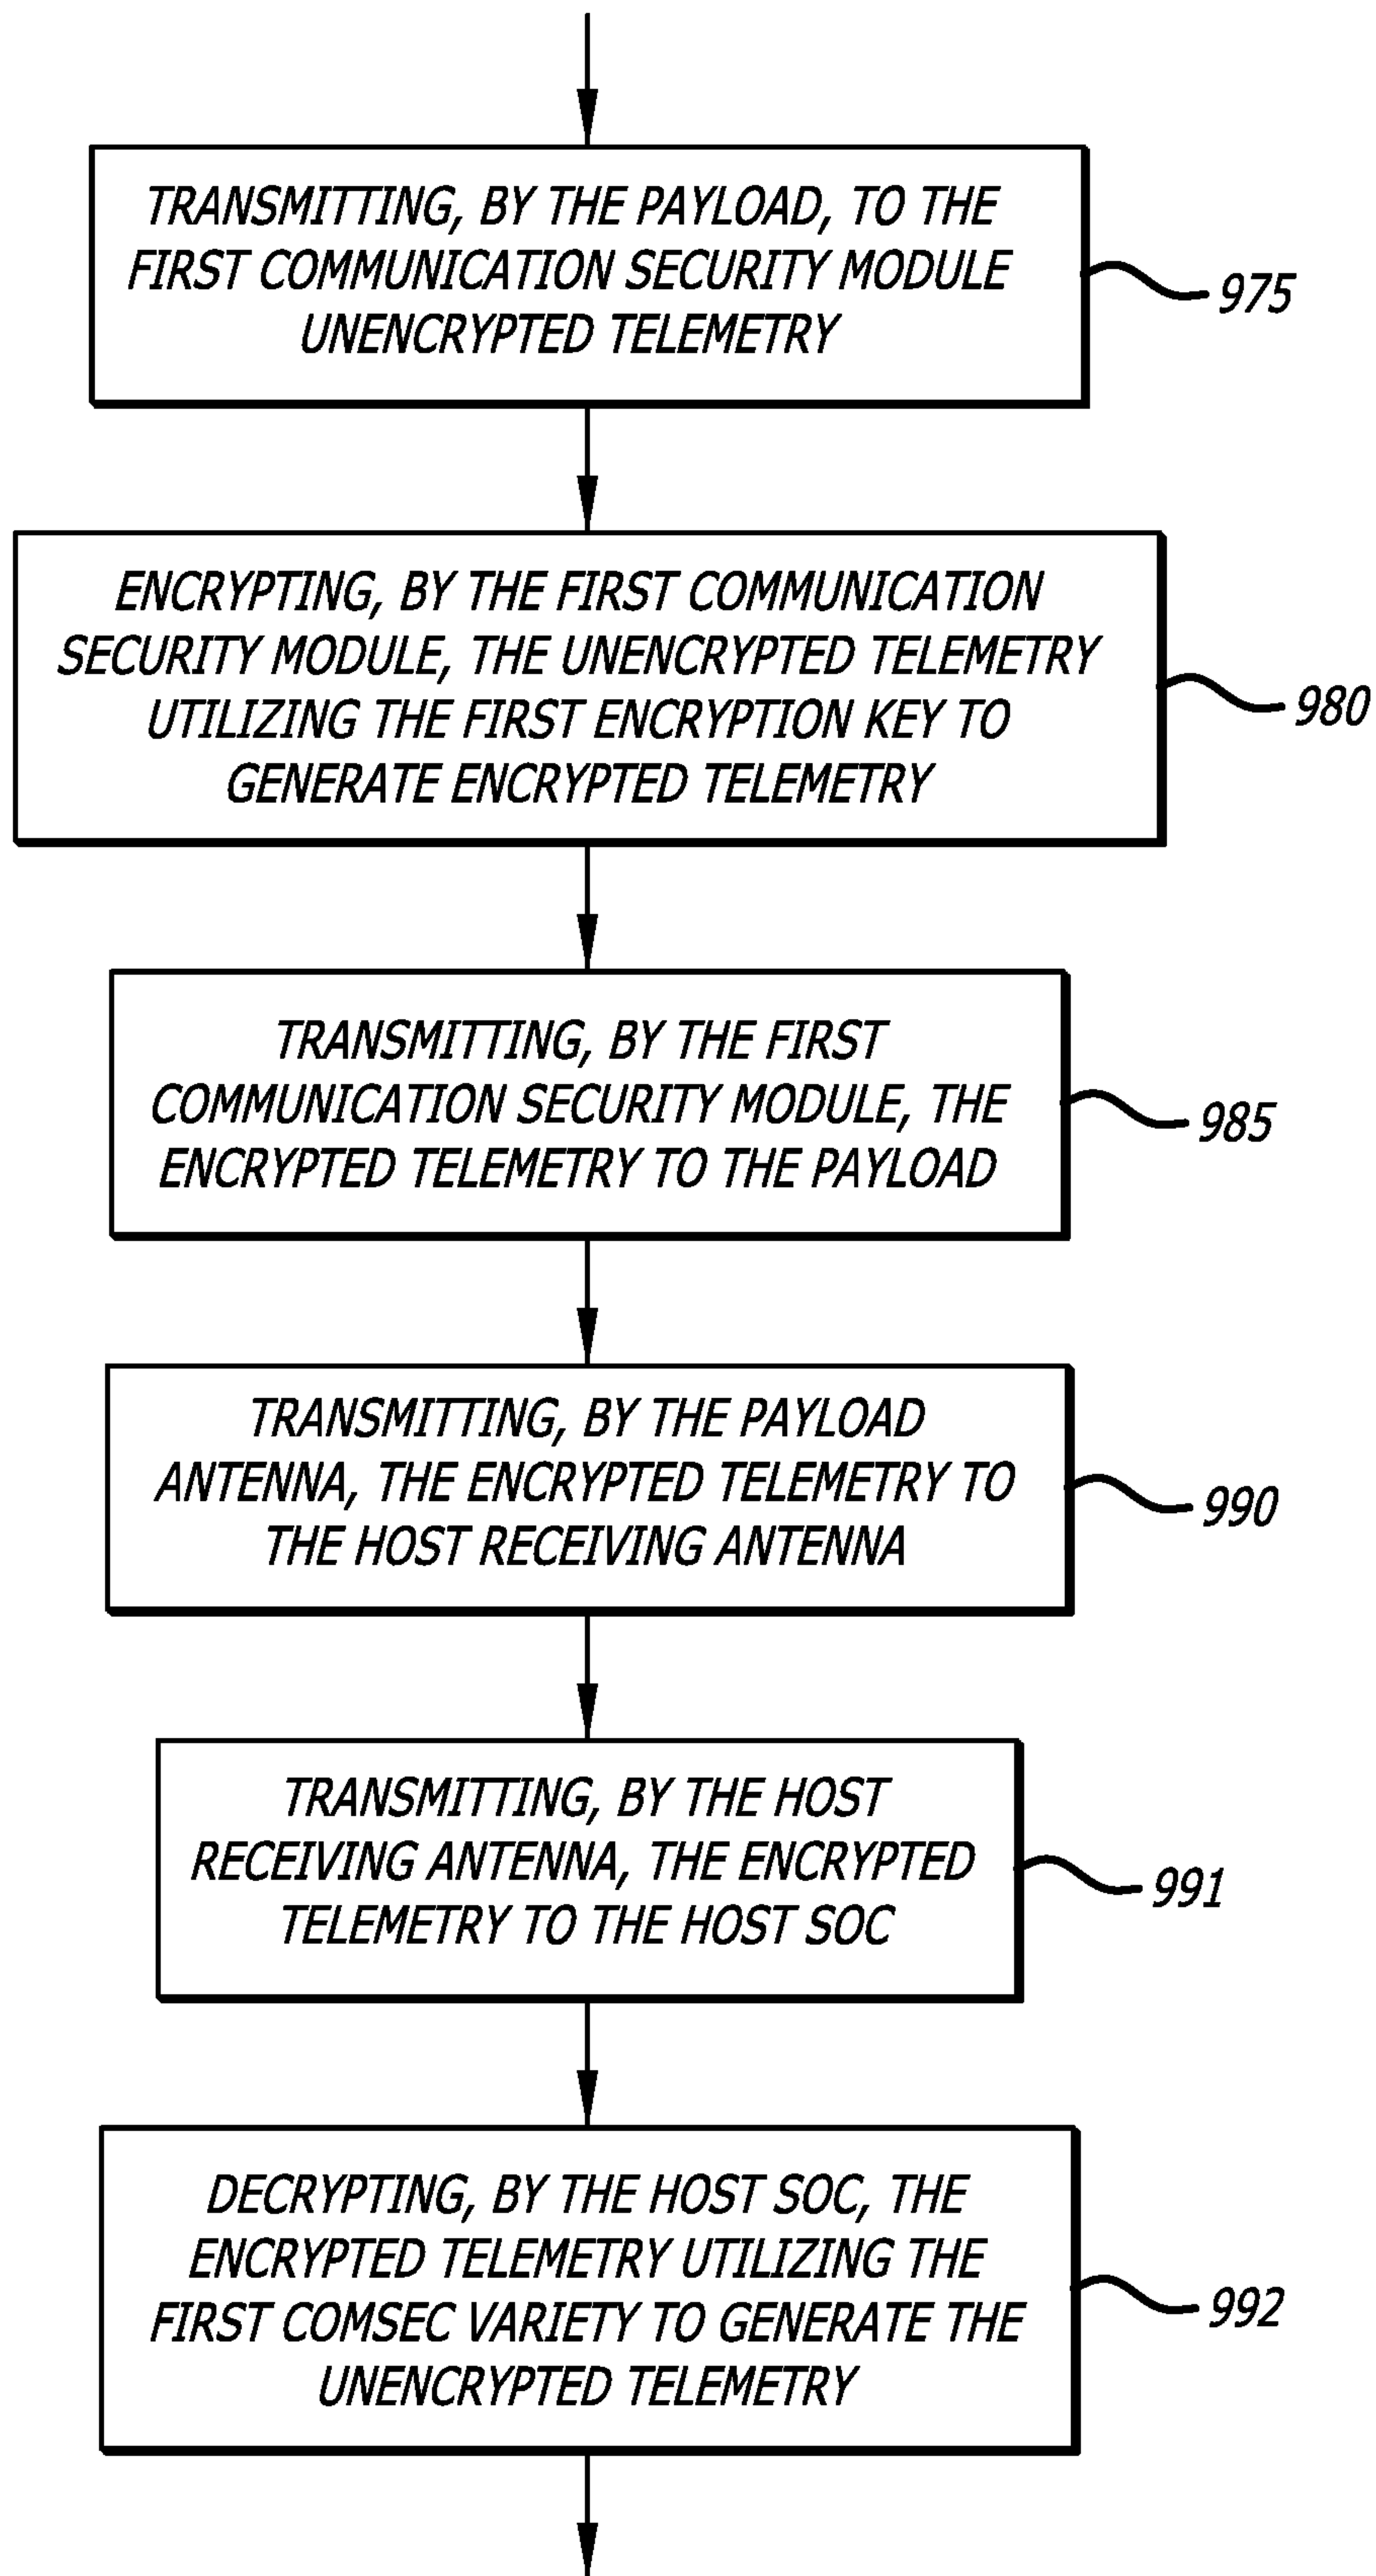 TRANSMITTING, BY THE PAYLOAD, TO THE
FIRST COMMUNICATION SECURITY MODULE
UNENCRYPTED TELEMETRY
975
ENCRYPTING, BY THE FIRST COMMUNICATION
SECURITY MODULE, THE UNENCRYPTED TELEMETRY
UTILIZING THE FIRST ENCRYPTION KEY TO
GENERATE ENCRYPTED TELEMETRY
980
TRANSMITTING, BY THE FIRST
COMMUNICATION SECURITY MODULE, THE
ENCRYPTED TELEMETRY TO THE PAYLOAD
985
TRANSMITTING, BY THE PAYLOAD
ANTENNA, THE ENCRYPTED TELEMETRY TO
THE HOST RECEIVING ANTENNA
990
TRANSMITTING, BY THE HOST
RECEIVING ANTENNA, THE ENCRYPTED
TELEMETRY TO THE HOST SOC
991
DECRYPTING, BY THE HOST SOC, THE
ENCRYPTED TELEMETRY UTILIZING THE
FIRST COMSEC VARIETY TO GENERATE THE
UNENCRYPTED TELEMETRY
992